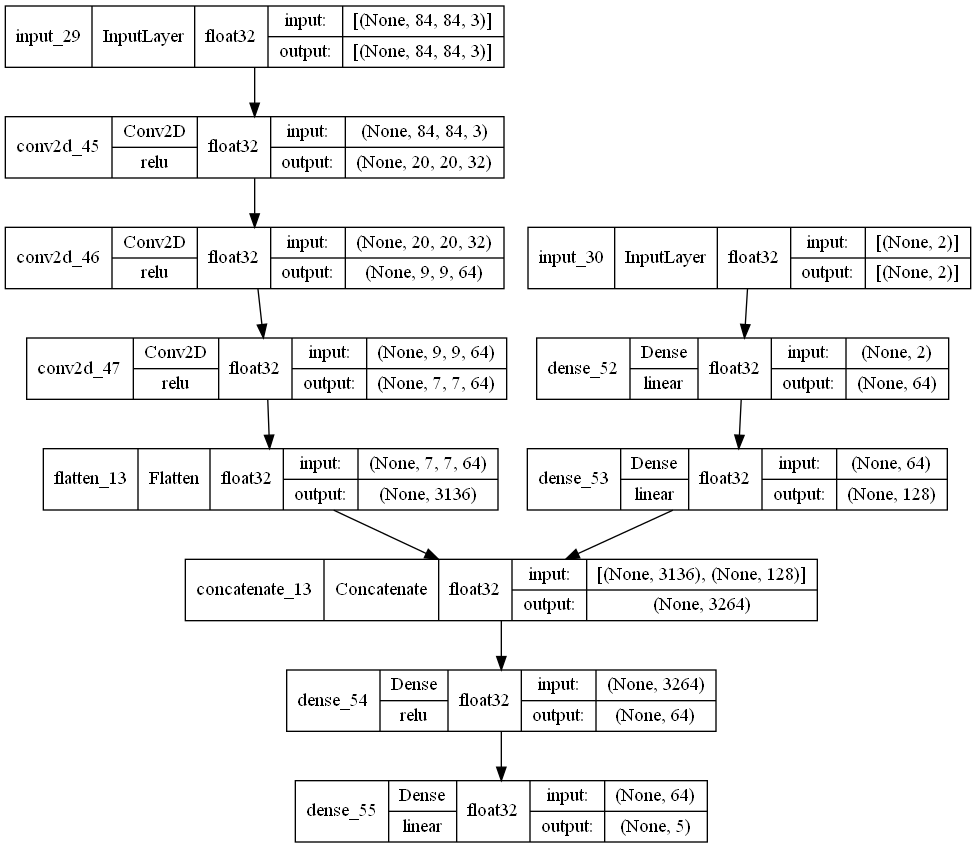 input_29 InputLayer float32 input: [(None, 84, 84, 3)]
output: [(None, 84, 84, 3)]
conv2d_45 Conv2D relu float32 input: (None, 84, 84, 3)
output: (None, 20, 20, 32)
conv2d_46 Conv2D relu float32 input: (None, 20, 20, 32)
output: (None, 9, 9, 64)
input_30 InputLayer float32 input: [(None, 2)]
output: [(None, 2)]
conv2d_47 Conv2D relu float32 input: (None, 9, 9, 64)
output: (None, 7, 7, 64)
dense_52 Dense linear float32 input: (None, 2)
output: (None, 64)
flatten_13 Flatten float32 input: (None, 7, 7, 64)
output: (None, 3136)
dense_53 Dense linear float32 input: (None, 64)
output: (None, 128)
concatenate_13 Concatenate float32 input: [(None, 3136), (None, 128)]
output: (None, 3264)
dense_54 Dense relu float32 input: (None, 3264)
output: (None, 64)
dense_55 Dense linear float32 input: (None, 64)
output: (None, 5)